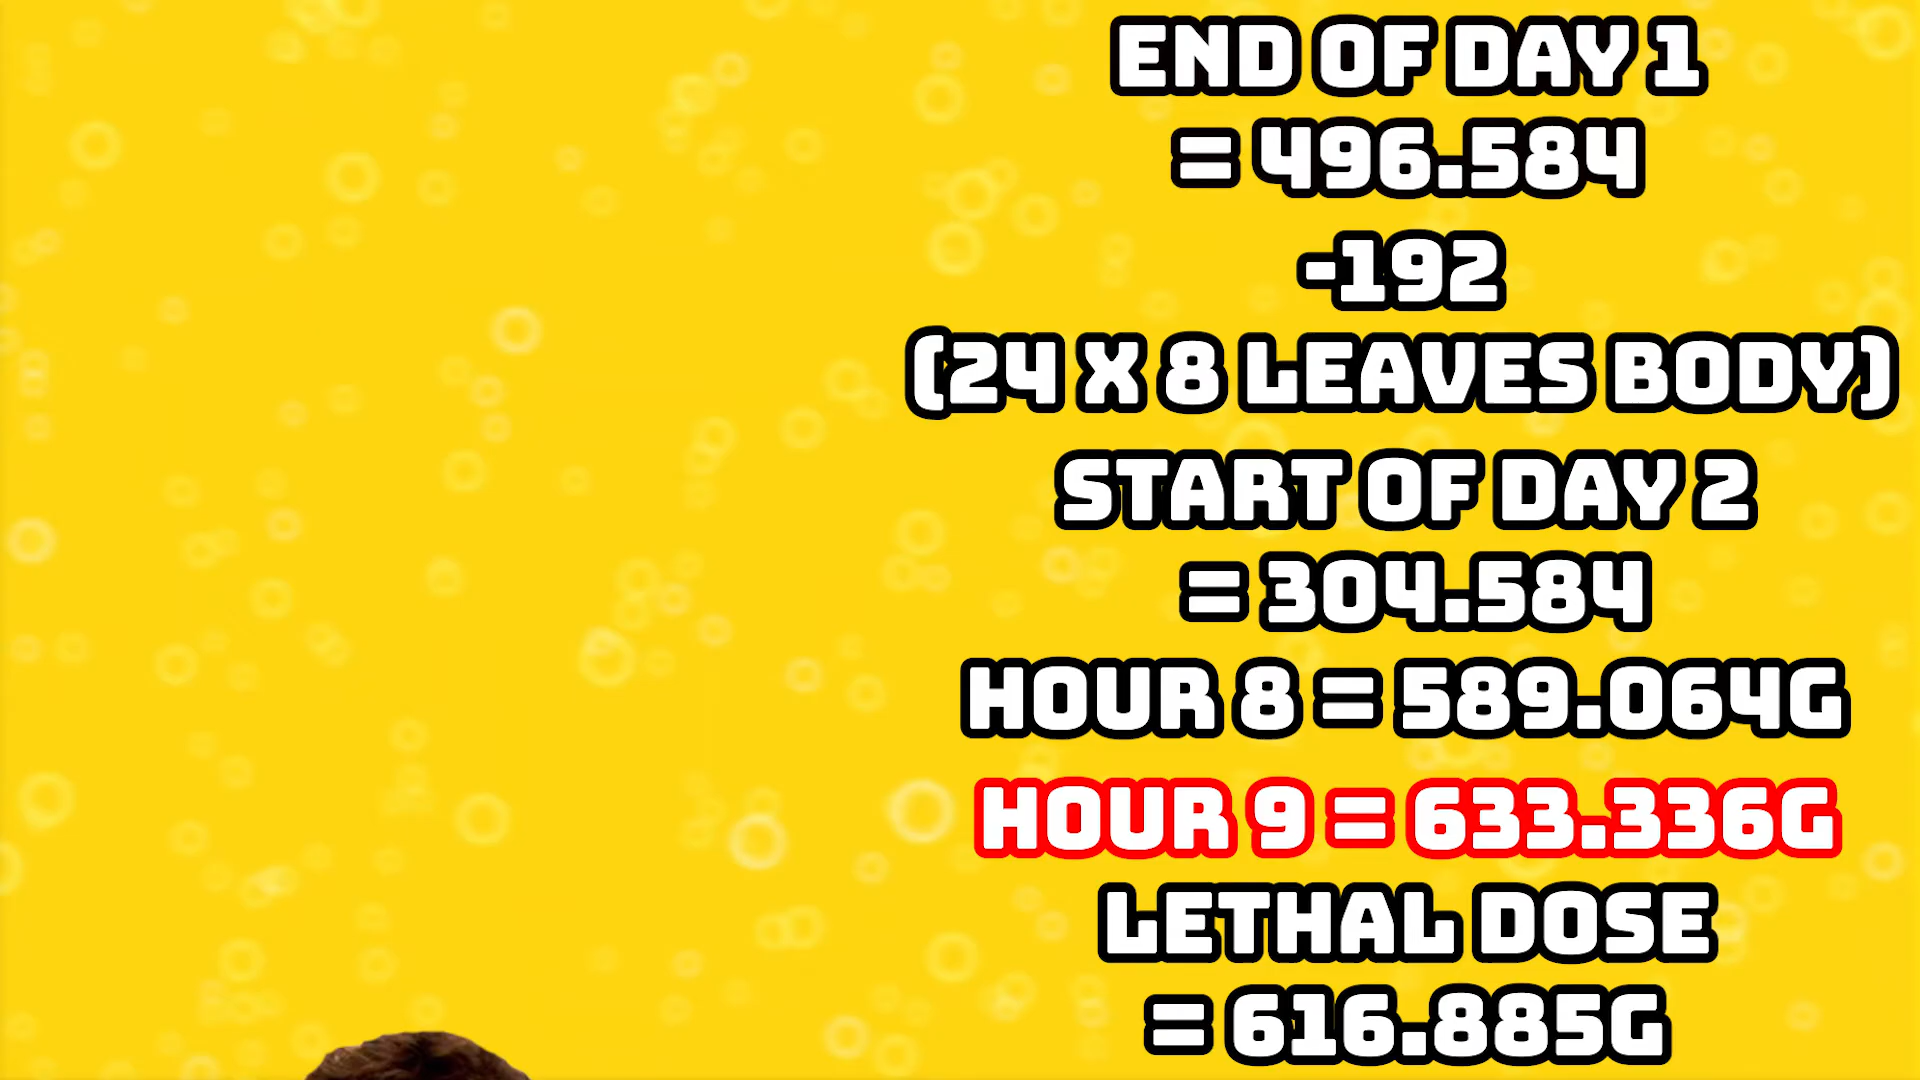 END OF DAY 1
= 496.584
-192
(24 X 8 LEAVES BODY)
START OF DAY 2
= 304.584
HOUR 8 = 589.064G
HOUR 9 = 633.336G
LETHAL DOSE
= 616.885G